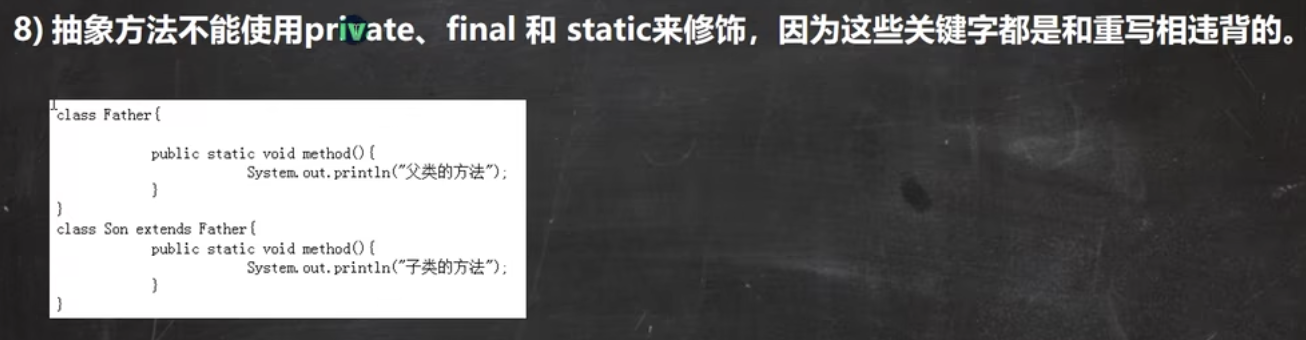 8) 抽象方法不能使用private、final 和 static来修饰，因为这些关键字都是和重写相违背的。
class Father{
public static void method(){
System.out.println("父类的方法");
}
}
class Son extends Father{
public static void method(){
System.out.println("子类的方法");
}
}